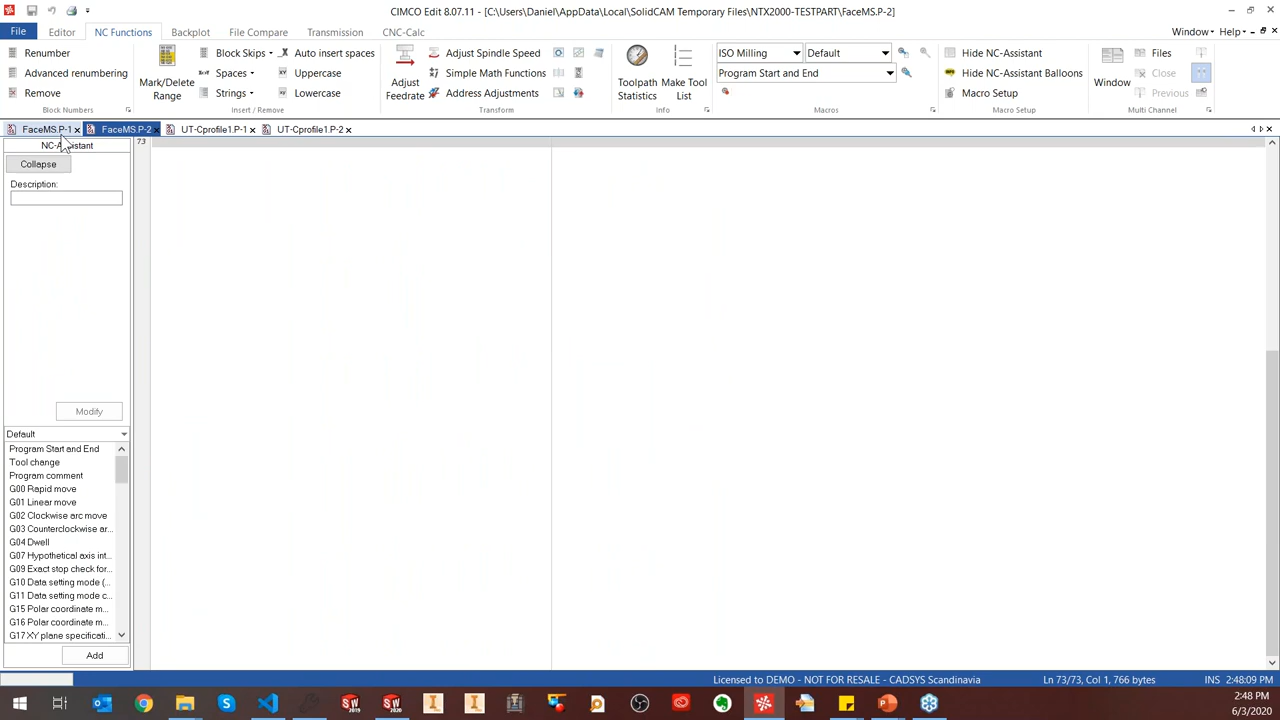 CIMCO Edit 8.07.11 - [C:\Users\Daniel\AppData\Local\SolidCAM Temporary Files\NTX2000-TESTPART\FaceMS.P-2]
File Editor NC Functions Backplot File Compare Transmission CNC-Calc Window Help
Renumber
Advanced renumbering
Remove
Block Numbers
Mark/Delete Range
Block Skips
Spaces
Strings
Auto insert spaces
Uppercase
Lowercase
Insert / Remove
Adjust Feedrate
Adjust Spindle Speed
Simple Math Functions
Address Adjustments
Transform
Toolpath Statistics
Make Tool List
Info
ISO Milling Default
Program Start and End
Macros
Hide NC-Assistant
Hide NC-Assistant Balloons
Macro Setup
Macro Setup
Window
Files
Close
Previous
Multi Channel
FaceMS.P-1 FaceMS.P-2 UT-Cprofile1.P-1 UT-Cprofile1.P-2
73
Collapse
Description:
Modify
Default
Program Start and End
Tool change
Program comment
G00 Rapid move
G01 Linear move
G02 Clockwise arc move
G03 Counterclockwise ar...
G04 Dwell
G07 Hypothetical axis int...
G09 Exact stop check for...
G10 Data setting mode (...
G11 Data setting mode c...
G15 Polar coordinate m...
G16 Polar coordinate m...
G17 XY plane specificati...
Add
Licensed to DEMO - NOT FOR RESALE - CADSYS Scandinavia Ln 73/73, Col 1, 766 bytes INS 2:48:09 PM
2:48 PM
6/3/2020